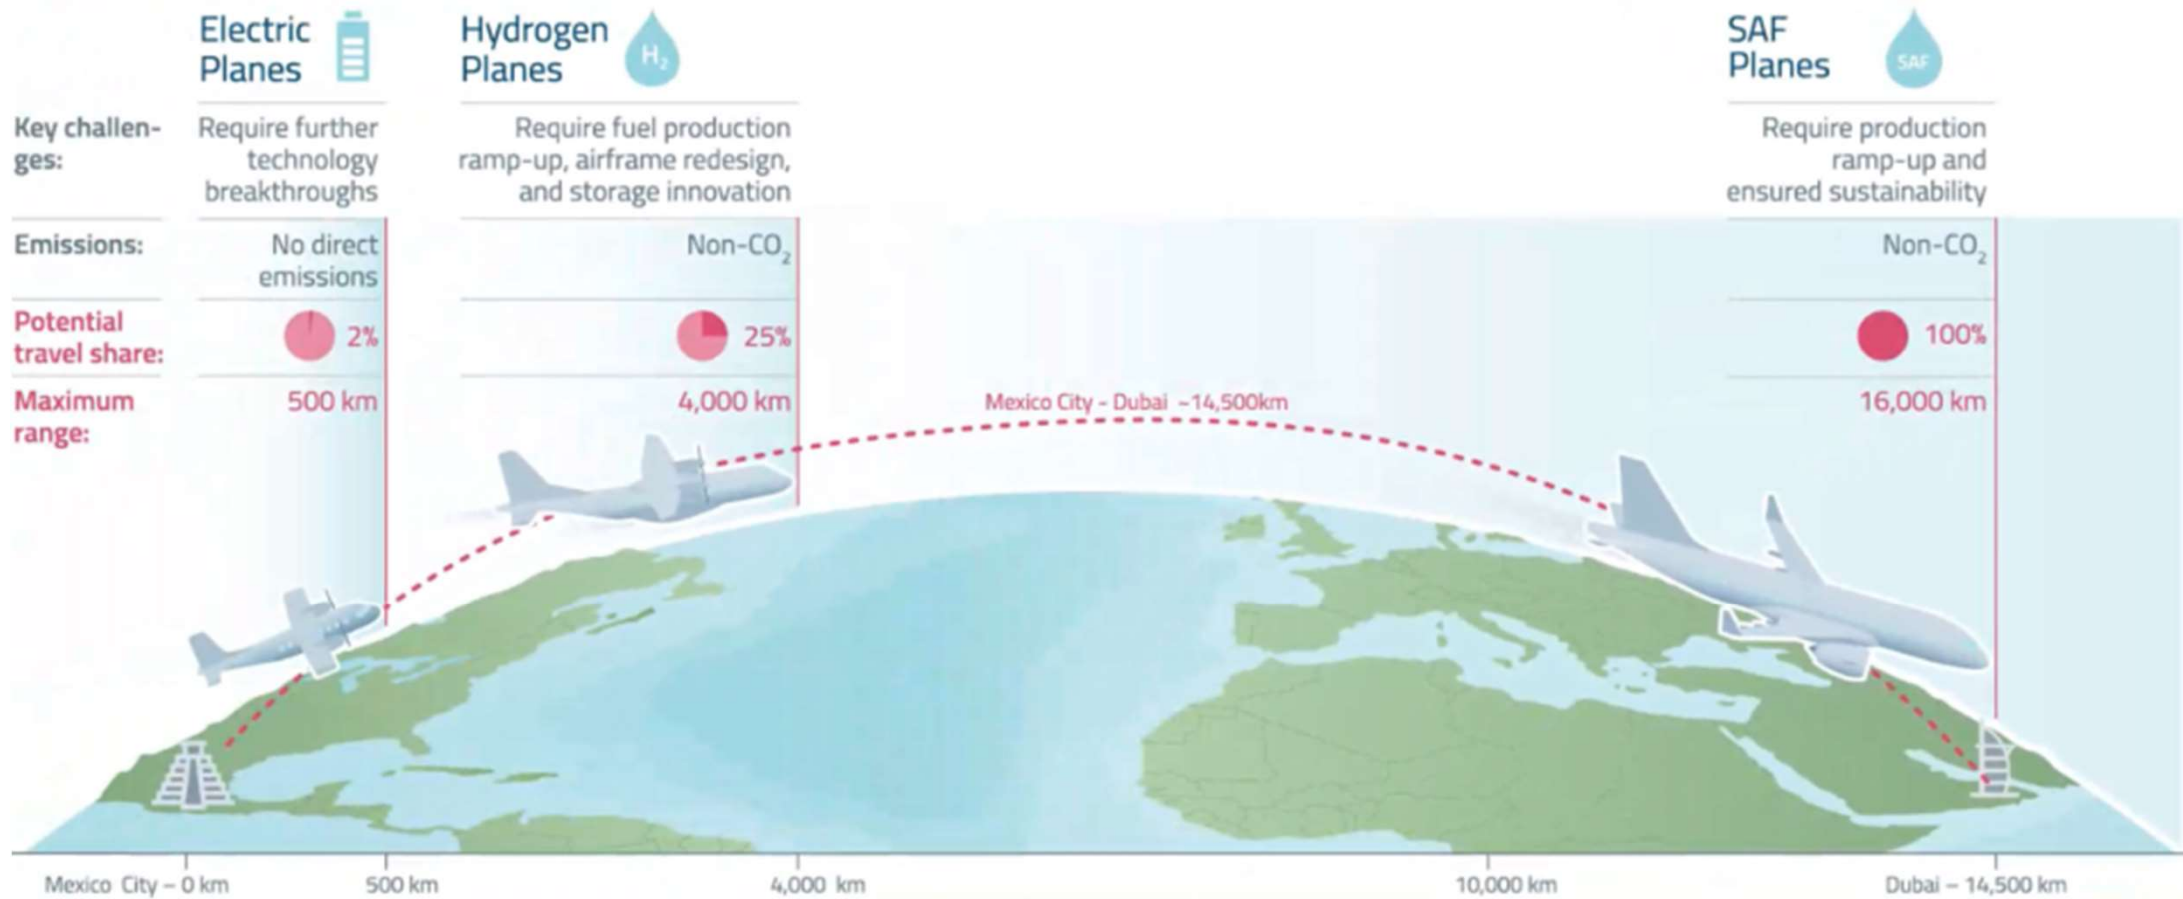 Electric
Planes
Hydrogen
Planes
H₂
SAF
Planes
SAF
Key challen-
ges:
Require further
technology
breakthroughs
Require fuel production
ramp-up, airframe redesign,
and storage innovation
Require production
ramp-up and
ensured sustainability
Emissions:
No direct
emissions
Non-CO₂
Non-CO₂
Potential
travel share:
2%
25%
100%
Maximum
range:
500 km
4,000 km
16,000 km
Mexico City - Dubai ~14,500km
Mexico City – 0 km
500 km
4,000 km
10,000 km
Dubai – 14,500 km